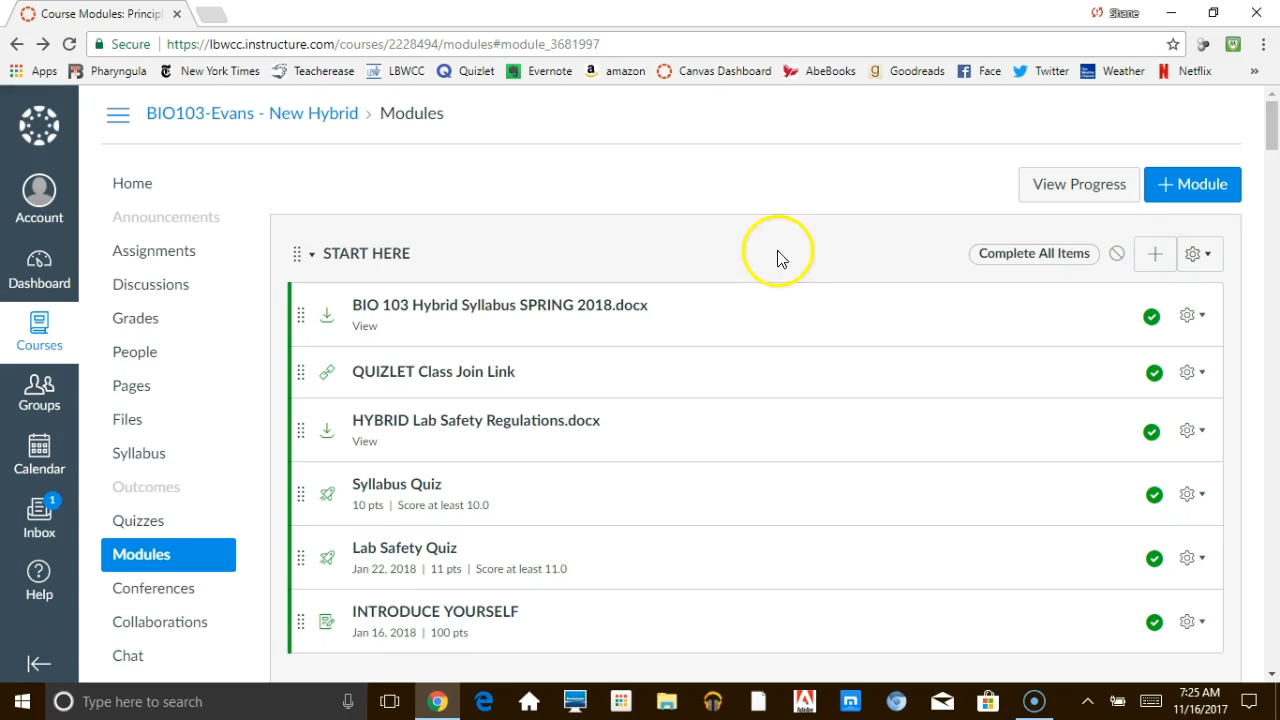 Course Modules: Principl
Share
Secure
https://lbwcc.instructure.com/courses/2228494/modules#module_3681997
Apps
Pharyngula
New York Times
Teacherease
LBWCC
Quizlet
Evernote
amazon
Canvas Dashboard
AbeBooks
Goodreads
Face
Twitter
Weather
Netflix
»
BIO103-Evans - New Hybrid › Modules
Account
Dashboard
Courses
Groups
Calendar
1
Inbox
Help
Home
Announcements
Assignments
Discussions
Grades
People
Pages
Files
Syllabus
Outcomes
Quizzes
Modules
Conferences
Collaborations
Chat
View Progress
+ Module
START HERE
Complete All Items
BIO 103 Hybrid Syllabus SPRING 2018.docx
View
QUIZLET Class Join Link
HYBRID Lab Safety Regulations.docx
View
Syllabus Quiz
10 pts | Score at least 10.0
Lab Safety Quiz
Jan 22, 2018 | 11 pts | Score at least 11.0
INTRODUCE YOURSELF
Jan 16, 2018 | 100 pts
Type here to search
7:25 AM
11/16/2017